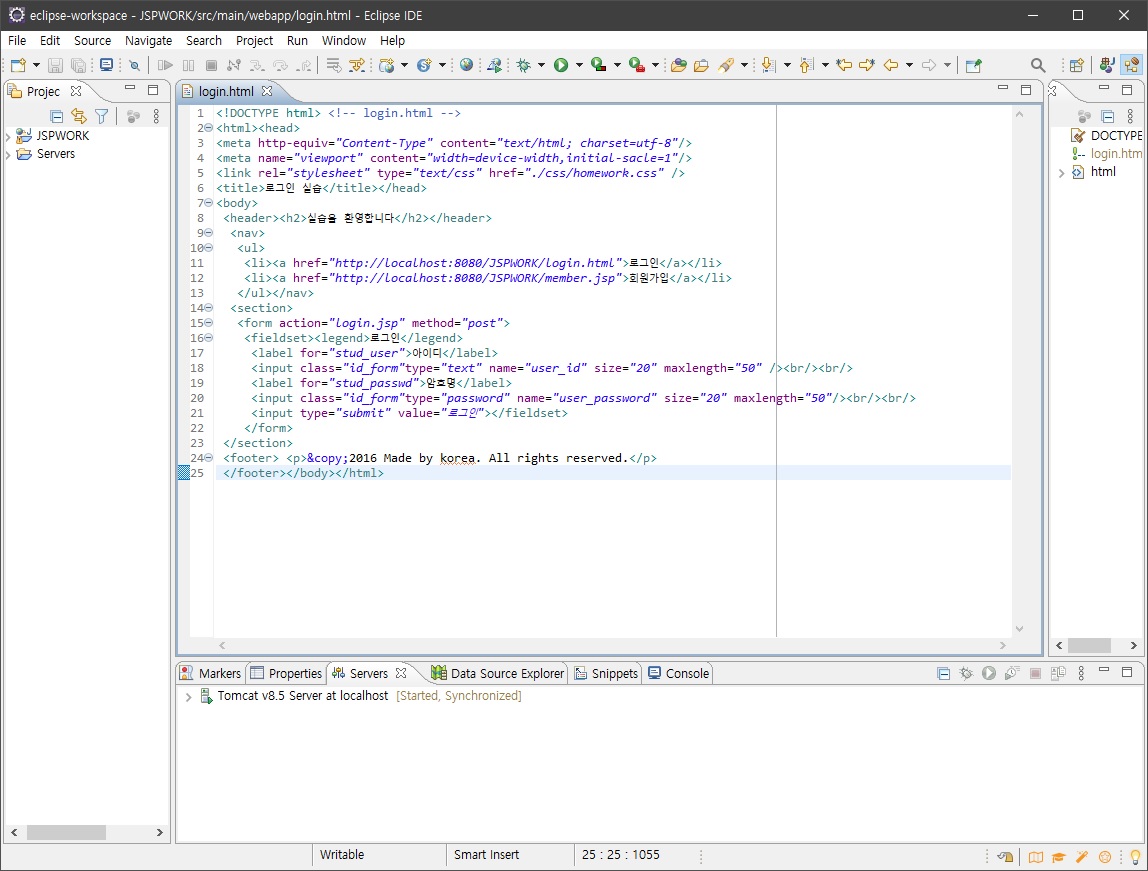 eclipse-workspace - JSPWORK/src/main/webapp/login.html - Eclipse IDE
File Edit Source Navigate Search Project Run Window Help
Projec
JSPWORK
Servers
login.html
1 <!DOCTYPE html> <!-- login.html -->
2 <html><head>
3 <meta http-equiv="Content-Type" content="text/html; charset=utf-8"/>
4 <meta name="viewport" content="width=device-width,initial-sacle=1"/>
5 <link rel="stylesheet" type="text/css" href="./css/homework.css" />
6 <title>로그인 실습</title></head>
7 <body>
8 <header><h2>실습을 환영합니다</h2></header>
9 <nav>
10 <ul>
11 <li><a href="http://localhost:8080/JSPWORK/login.html">로그인</a></li>
12 <li><a href="http://localhost:8080/JSPWORK/member.jsp">회원가입</a></li>
13 </ul></nav>
14 <section>
15 <form action="login.jsp" method="post">
16 <fieldset><legend>로그인</legend>
17 <label for="stud_user">아이디</label>
18 <input class="id_form"type="text" name="user_id" size="20" maxlength="50" /><br/><br/>
19 <label for="stud_passwd">암호명</label>
20 <input class="id_form"type="password" name="user_password" size="20" maxlength="50"/><br/><br/>
21 <input type="submit" value="로그인"></fieldset>
22 </form>
23 </section>
24 <footer> <p>&copy;2016 Made by korea. All rights reserved.</p>
25 </footer></body></html>
DOCTYPE
login.htm
html
Markers Properties Servers Data Source Explorer Snippets Console
Tomcat v8.5 Server at localhost [Started, Synchronized]
Writable Smart Insert 25 : 25 : 1055